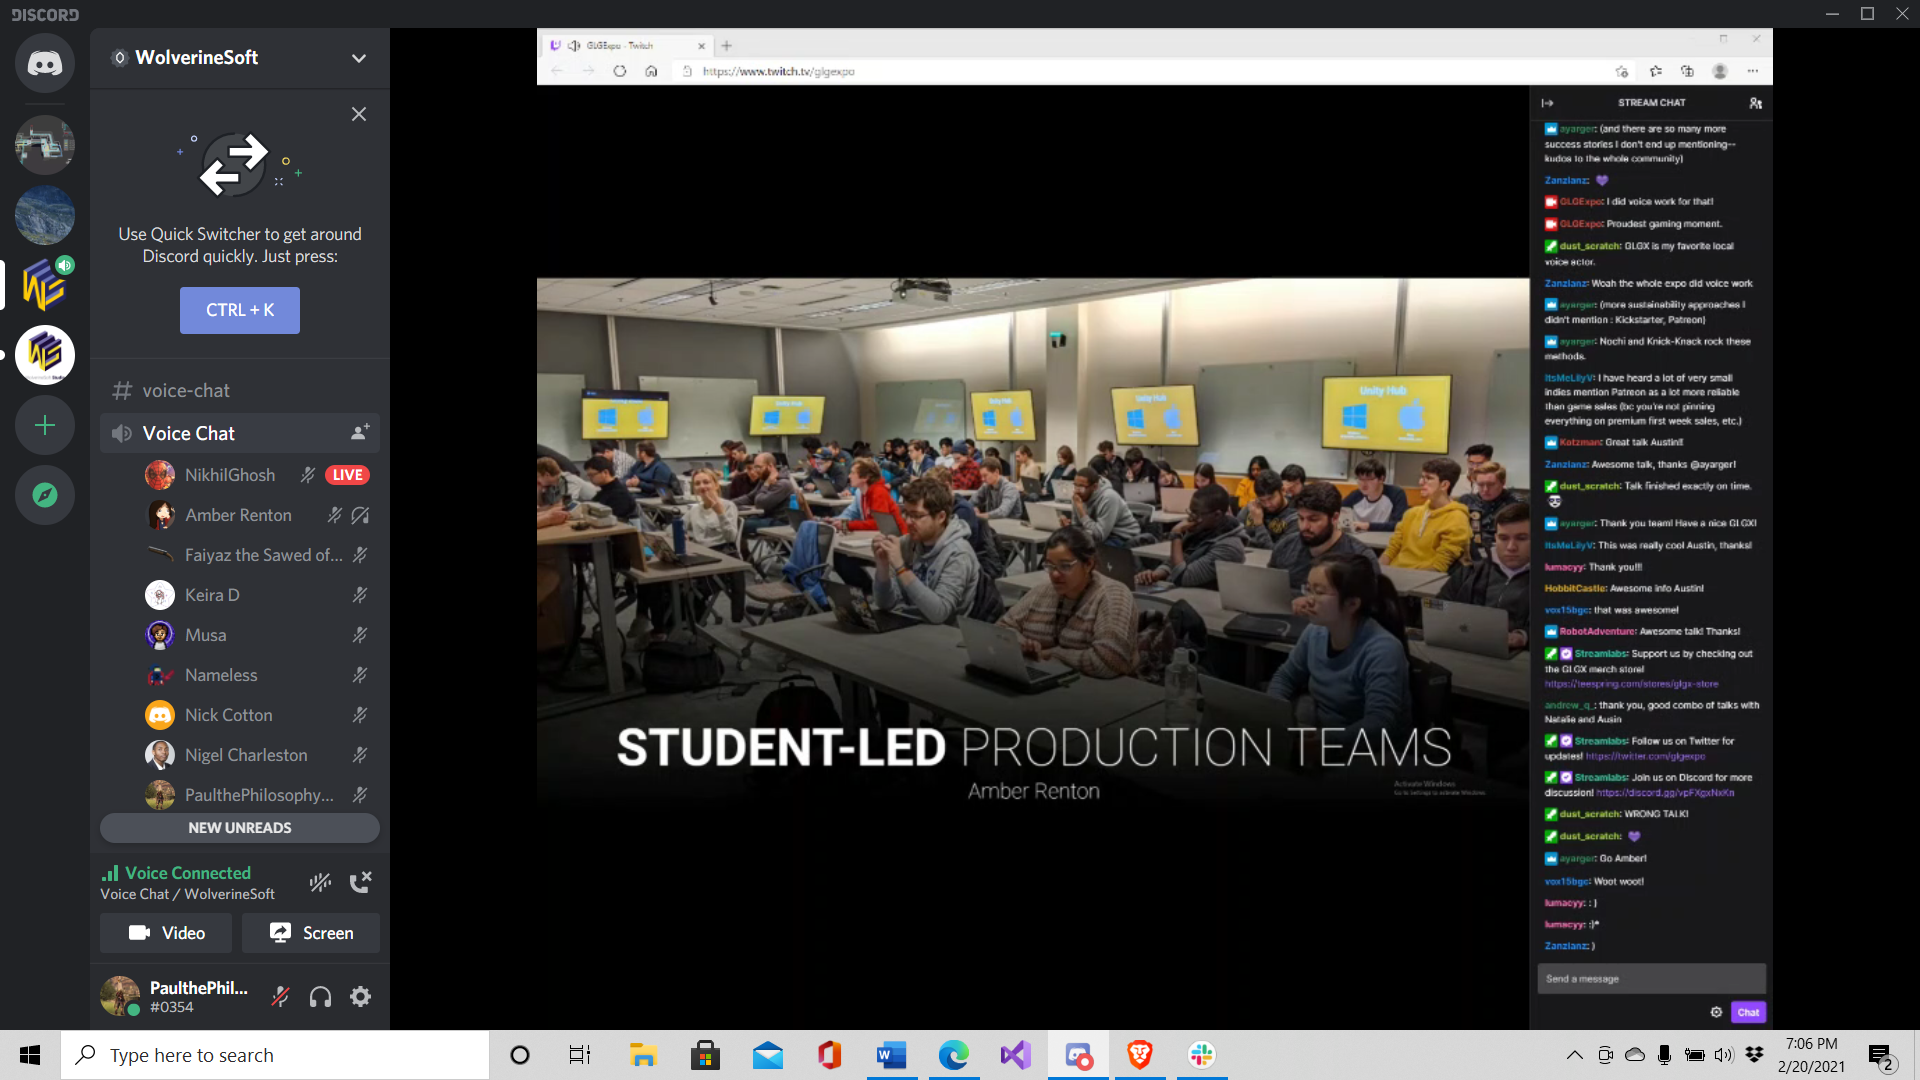 DISCORD
WolverineSoft
Use Quick Switcher to get around
Discord quickly. Just press:
CTRL + K
voice-chat
Voice Chat
NikhilGhosh
LIVE
Amber Renton
Faiyaz the Sawed of...
Keira D
Musa
Nameless
Nick Cotton
Nigel Charleston
PaulthePhilosophy...
NEW UNREADS
Voice Connected
Voice Chat / WolverineSoft
Video
Screen
PaulthePhil...
#0354
GLGExpo - Twitch
https://www.twitch.tv/glgexpo
Unity Hub
Unity Hub
Unity Hub
Unity Hub
STUDENT-LED PRODUCTION TEAMS
Amber Renton
Activate Windows
Go to Settings to activate Windows
STREAM CHAT
ayarger: (and there are so many more
success stories I don't end up mentioning--
kudos to the whole community)
Zanzlanz:
GLGExpo: I did voice work for that!
GLGExpo: Proudest gaming moment.
dust_scratch: GLGX is my favorite local
voice actor.
Zanzlanz: Woah the whole expo did voice work
ayarger: (more sustainability approaches I
didn't mention : Kickstarter, Patreon)
ayarger: Nochi and Knick-Knack rock these
methods.
ItsMeLilyV: I have heard a lot of very small
indies mention Patreon as a lot more reliable
than game sales (bc you're not pinning
everything on premium first week sales, etc.)
Kotzman: Great talk Austin!!
Zanzlanz: Awesome talk, thanks @ayarger!
dust_scratch: Talk finished exactly on time.
ayarger: Thank you team! Have a nice GLGX!
ItsMeLilyV: This was really cool Austin, thanks!
lumacyy: Thank you!!!
HobbitCastle: Awesome info Austin!
vox15bgc: that was awesome!
RobotAdventure: Awesome talk! Thanks!
Streamlabs: Support us by checking out
the GLGX merch store!
https://teespring.com/stores/glgx-store
andrew_q_: thank you, good combo of talks with
Natalie and Ausin
Streamlabs: Follow us on Twitter for
updates! https://twitter.com/glgexpo
Streamlabs: Join us on Discord for more
discussion! https://discord.gg/vpFXgxNxKn
dust_scratch: WRONG TALK!
dust_scratch:
ayarger: Go Amber!
vox15bgc: Woot woot!
lumacyy: : )
lumacyy: :)*
Zanzlanz: )
Send a message
Chat
Type here to search
7:06 PM
2/20/2021
2